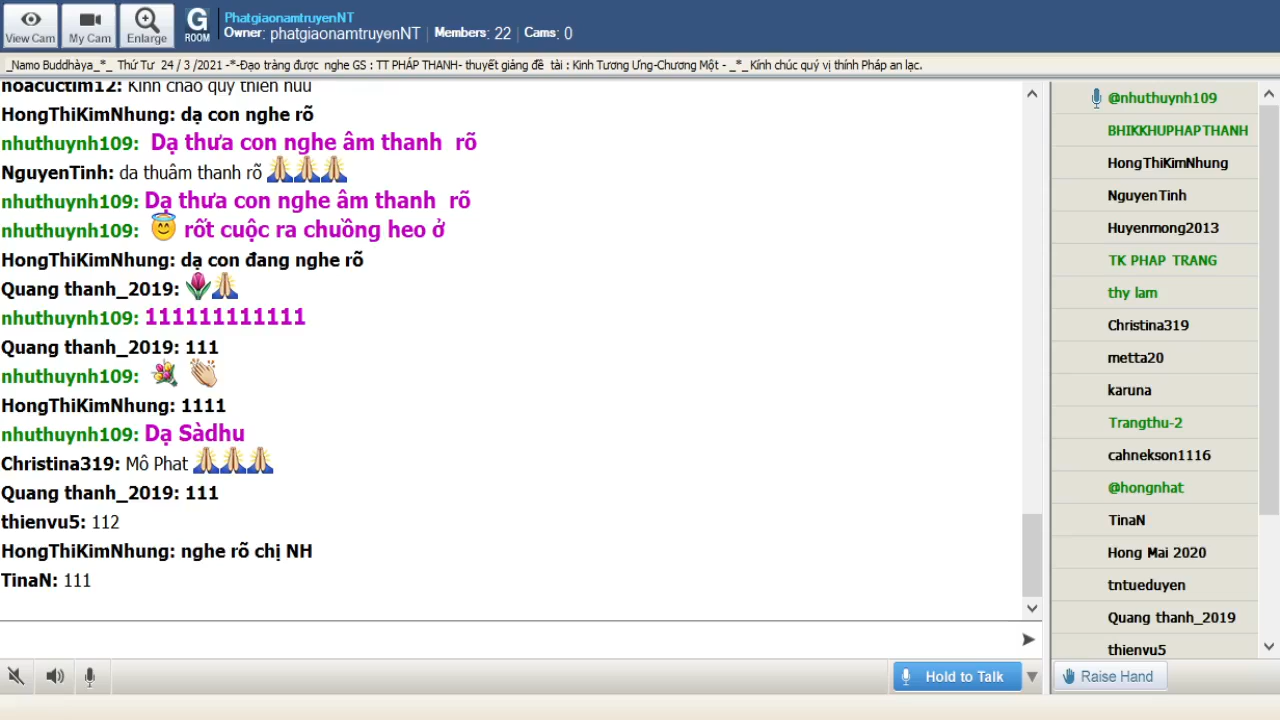 View Cam
My Cam
Enlarge
G
ROOM
PhatgiaonamtruyenNT
Owner: phatgiaonamtruyenNT | Members: 22 | Cams: 0
_Namo Buddhàya_*_ Thứ Tư 24 / 3 /2021 -*-Đạo tràng được nghe GS : TT PHÁP THANH- thuyết giảng đề tài : Kinh Tương Ưng-Chương Một - _*_Kính chúc quý vị thính Pháp an lạc.
hoacuctim12: Kính chào quý thiện hữu
HongThiKimNhung: dạ con nghe rõ
nhuthuynh109: Dạ thưa con nghe âm thanh rõ
NguyenTinh: da thuâm thanh rõ
nhuthuynh109: Dạ thưa con nghe âm thanh rõ
nhuthuynh109: rốt cuộc ra chuồng heo ở
HongThiKimNhung: dạ con đang nghe rõ
Quang thanh_2019:
nhuthuynh109: 111111111111
Quang thanh_2019: 111
nhuthuynh109:
HongThiKimNhung: 1111
nhuthuynh109: Dạ Sàdhu
Christina319: Mô Phat
Quang thanh_2019: 111
thienvu5: 112
HongThiKimNhung: nghe rõ chị NH
TinaN: 111
Hold to Talk
@nhuthuynh109
BHIKKHUPHAPTHANH
HongThiKimNhung
NguyenTinh
Huyenmong2013
TK PHAP TRANG
thy lam
Christina319
metta20
karuna
Trangthu-2
cahnekson1116
@hongnhat
TinaN
Hong Mai 2020
tntueduyen
Quang thanh_2019
thienvu5
Raise Hand